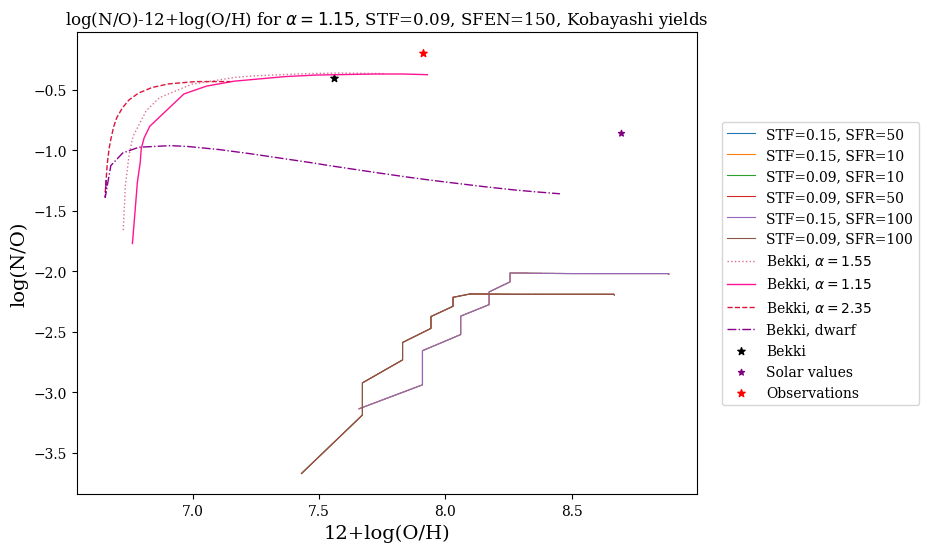 log(N/O)-12+log(O/H) for α = 1.15, STF=0.09, SFEN=150, Kobayashi yields
log(N/O)
−0.5
−1.0
−1.5
−2.0
−2.5
−3.0
−3.5
7.0 7.5 8.0 8.5
12+log(O/H)
STF=0.15, SFR=50
STF=0.15, SFR=10
STF=0.09, SFR=10
STF=0.09, SFR=50
STF=0.15, SFR=100
STF=0.09, SFR=100
Bekki, α = 1.55
Bekki, α = 1.15
Bekki, α = 2.35
Bekki, dwarf
Bekki
Solar values
Observations